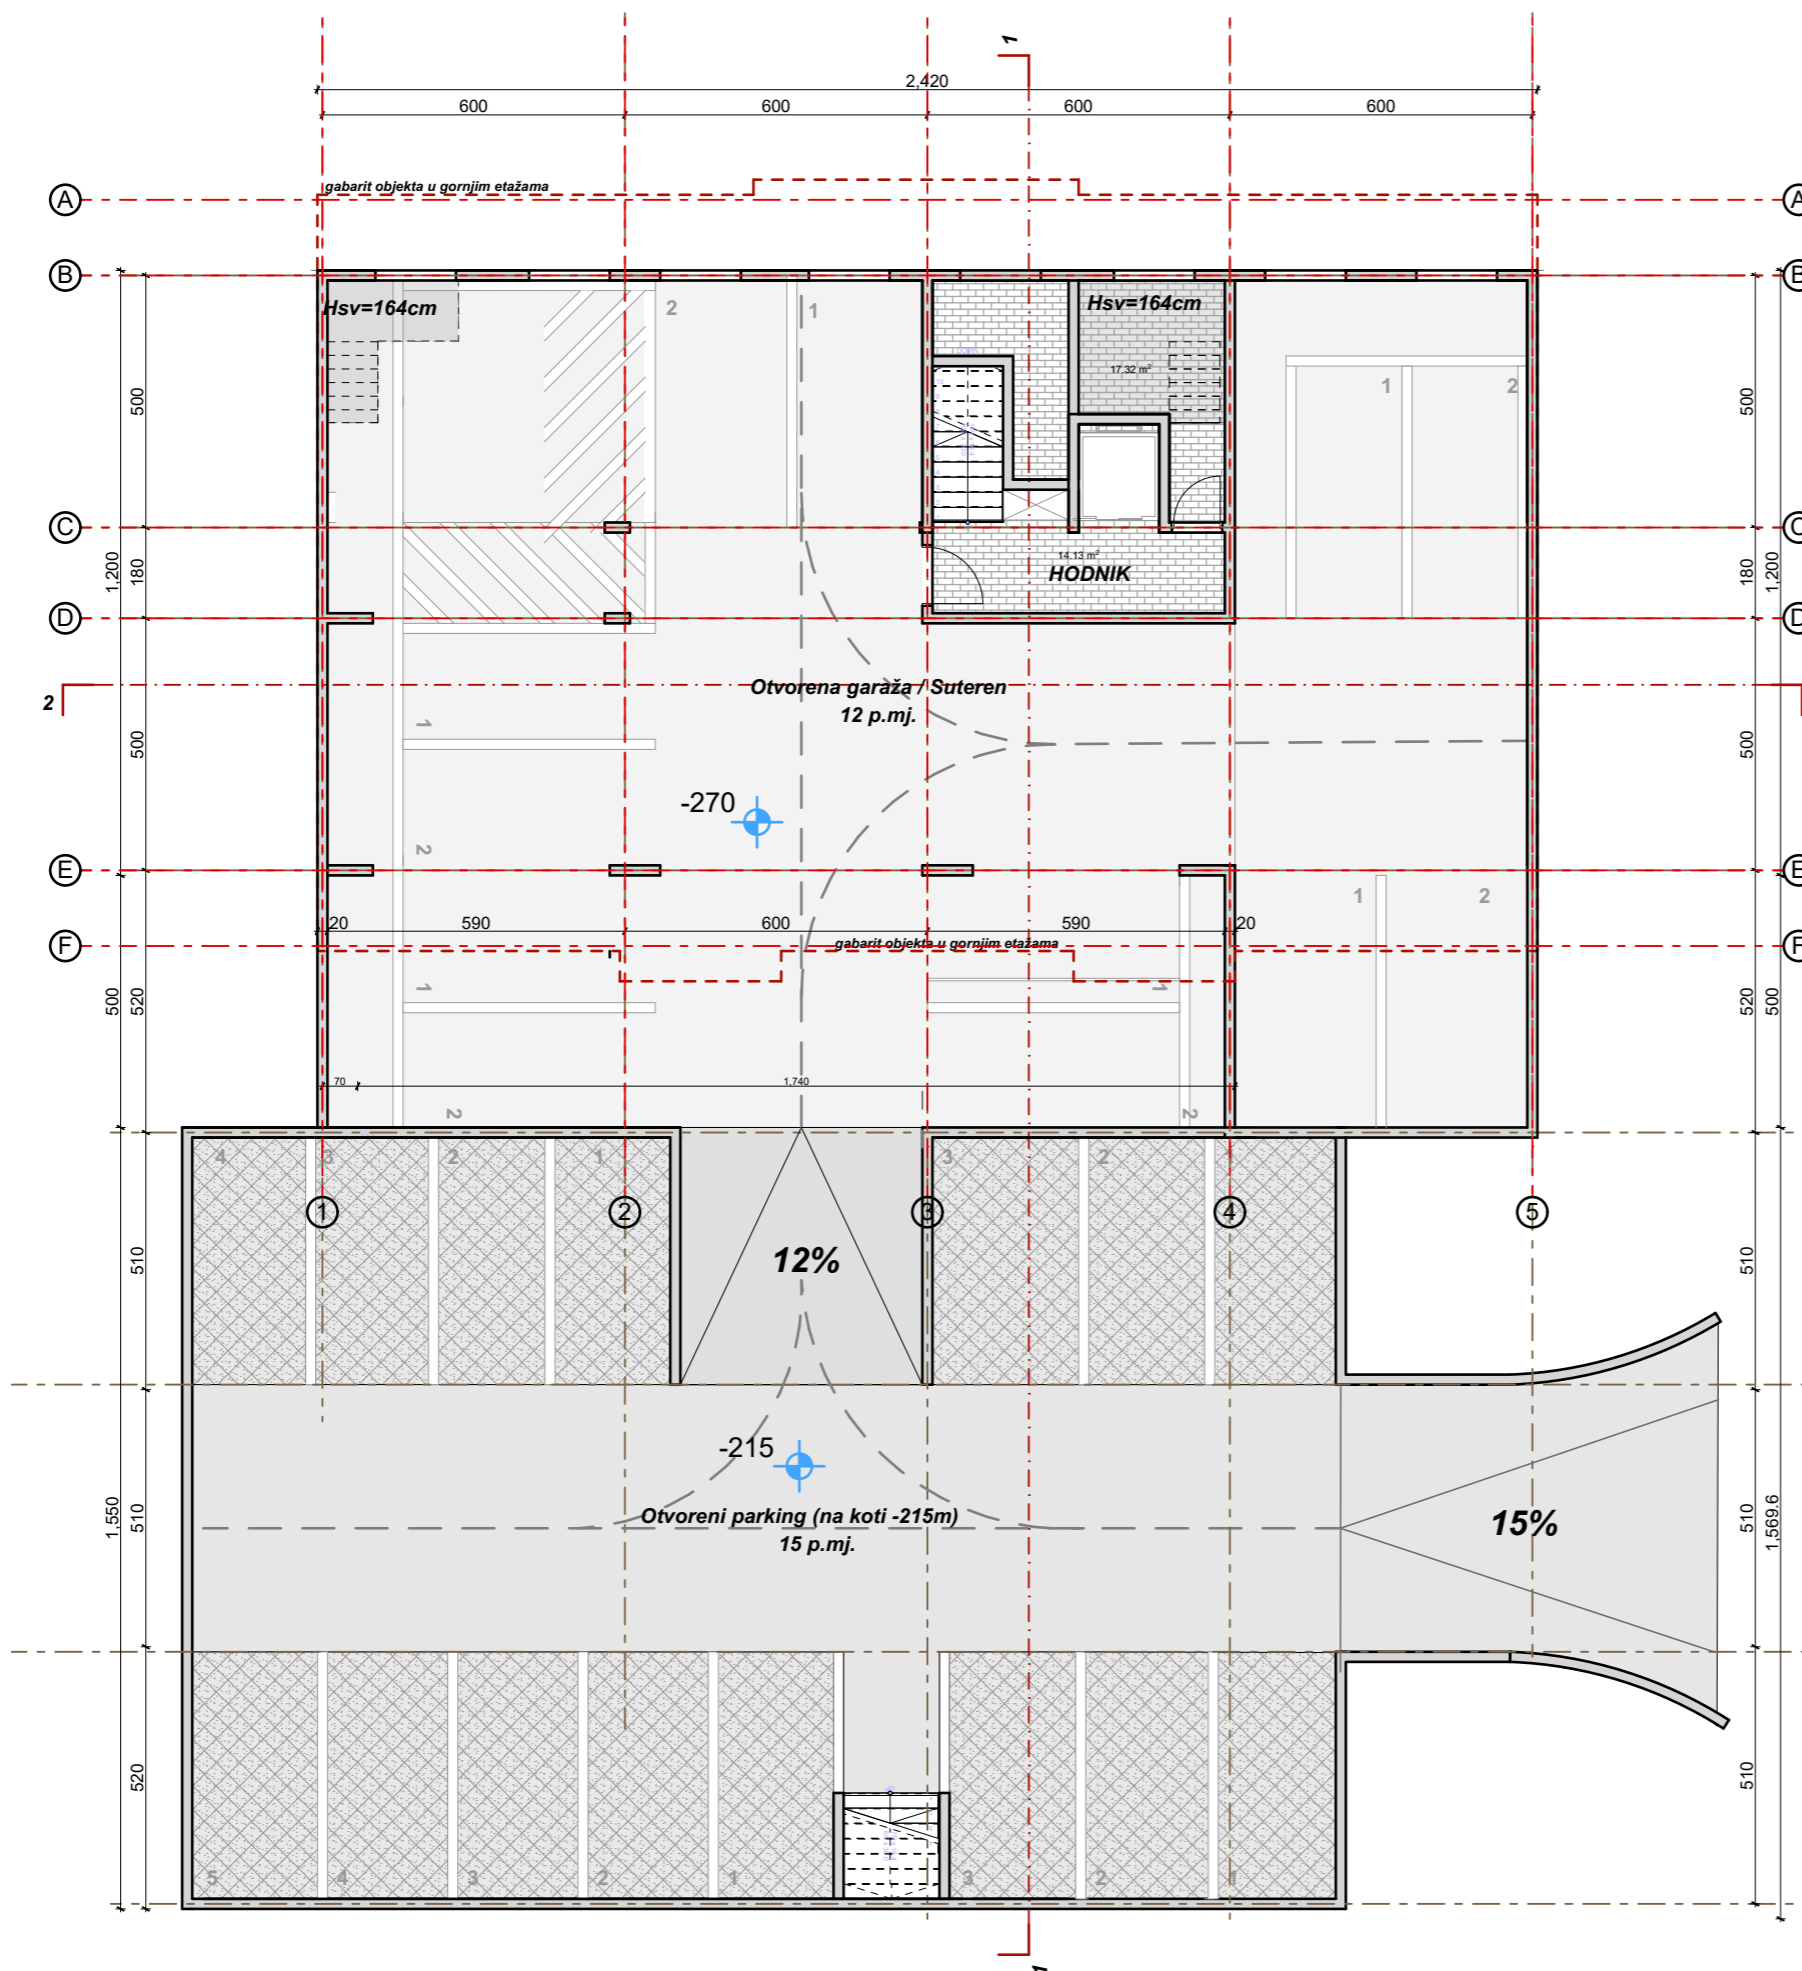 1
2,420
600 600 600 600
gabarit objekta u gornjim etažama
A A
B B
Hsv=164cm 2 1 Hsv=164cm
17.32 m²
1 2
500 500
C C
14.13 m²
HODNIK
1,200 180 180 1,200
D D
Otvorena garaža / Suteren
12 p.mj.
2
1
500 500
-270
2
E E
1 2
20 590 600 590 20
gabarit objekta u gornjim etažama
F F
1 1
500 520 520 500
70 1,740
2 2
4 3 2 1 3 2 1
1 2 3 4 5
12%
510 510
-215
Otvoreni parking (na koti -215m)
15 p.mj.
15%
1,550 510 510 1,569.6
520 510
5 4 3 2 1 3 2 1
1